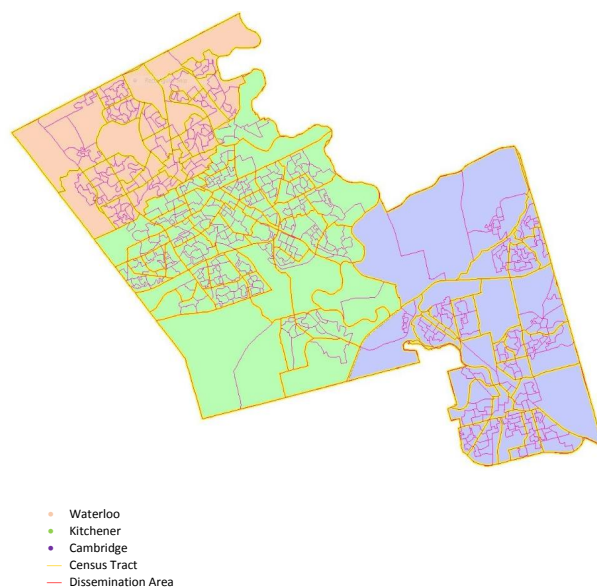 Waterloo
Kitchener
Cambridge
Census Tract
Dissemination Area